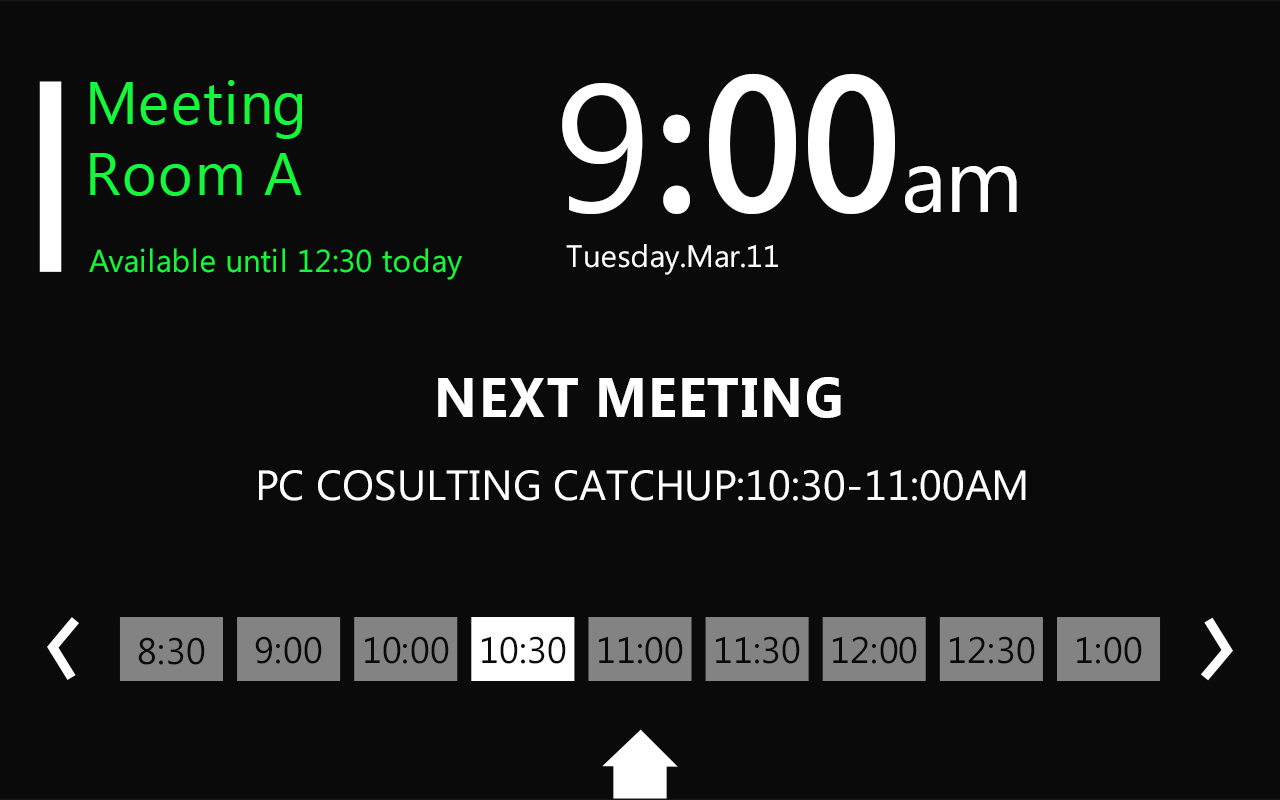 Meeting
Room A
Available until 12:30 today
9:00am
Tuesday.Mar.11
NEXT MEETING
PC COSULTING CATCHUP:10:30-11:00AM
8:30 9:00 10:00 10:30 11:00 11:30 12:00 12:30 1:00